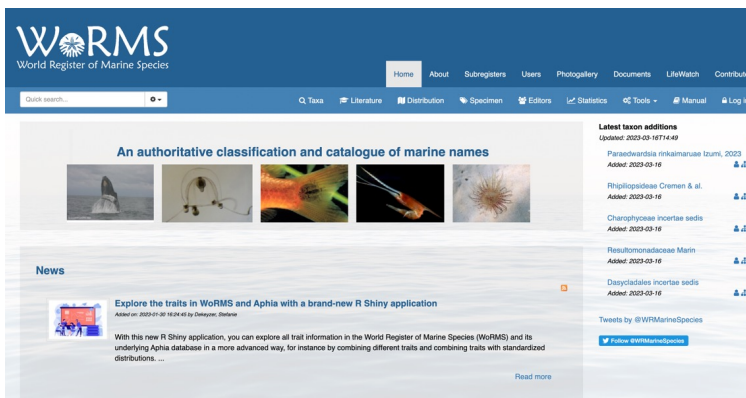 WoRMS
World Register of Marine Species
Home About Subregisters Users Photogallery Documents LifeWatch Contribute
Quick search...
Taxa Literature Distribution Specimen Editors Statistics Tools Manual Log in
An authoritative classification and catalogue of marine names
News
Explore the traits in WoRMS and Aphia with a brand-new R Shiny application
Added on: 2023-01-30 16:24:45 by Dekeyzer, Stefanie
With this new R Shiny application, you can explore all trait information in the World Register of Marine Species (WoRMS) and its
underlying Aphia database in a more advanced way, for instance by combining different traits and combining traits with standardized
distributions. ...
Read more
Latest taxon additions
Updated: 2023-03-16T14:49
Paraedwardsia rinkaimaruae Izumi, 2023
Added: 2023-03-16
Rhipiliopsideae Cremen & al.
Added: 2023-03-16
Charophyceae incertae sedis
Added: 2023-03-16
Resultomonadaceae Marin
Added: 2023-03-16
Dasycladales incertae sedis
Added: 2023-03-16
Tweets by @WRMarineSpecies
Follow @WRMarineSpecies